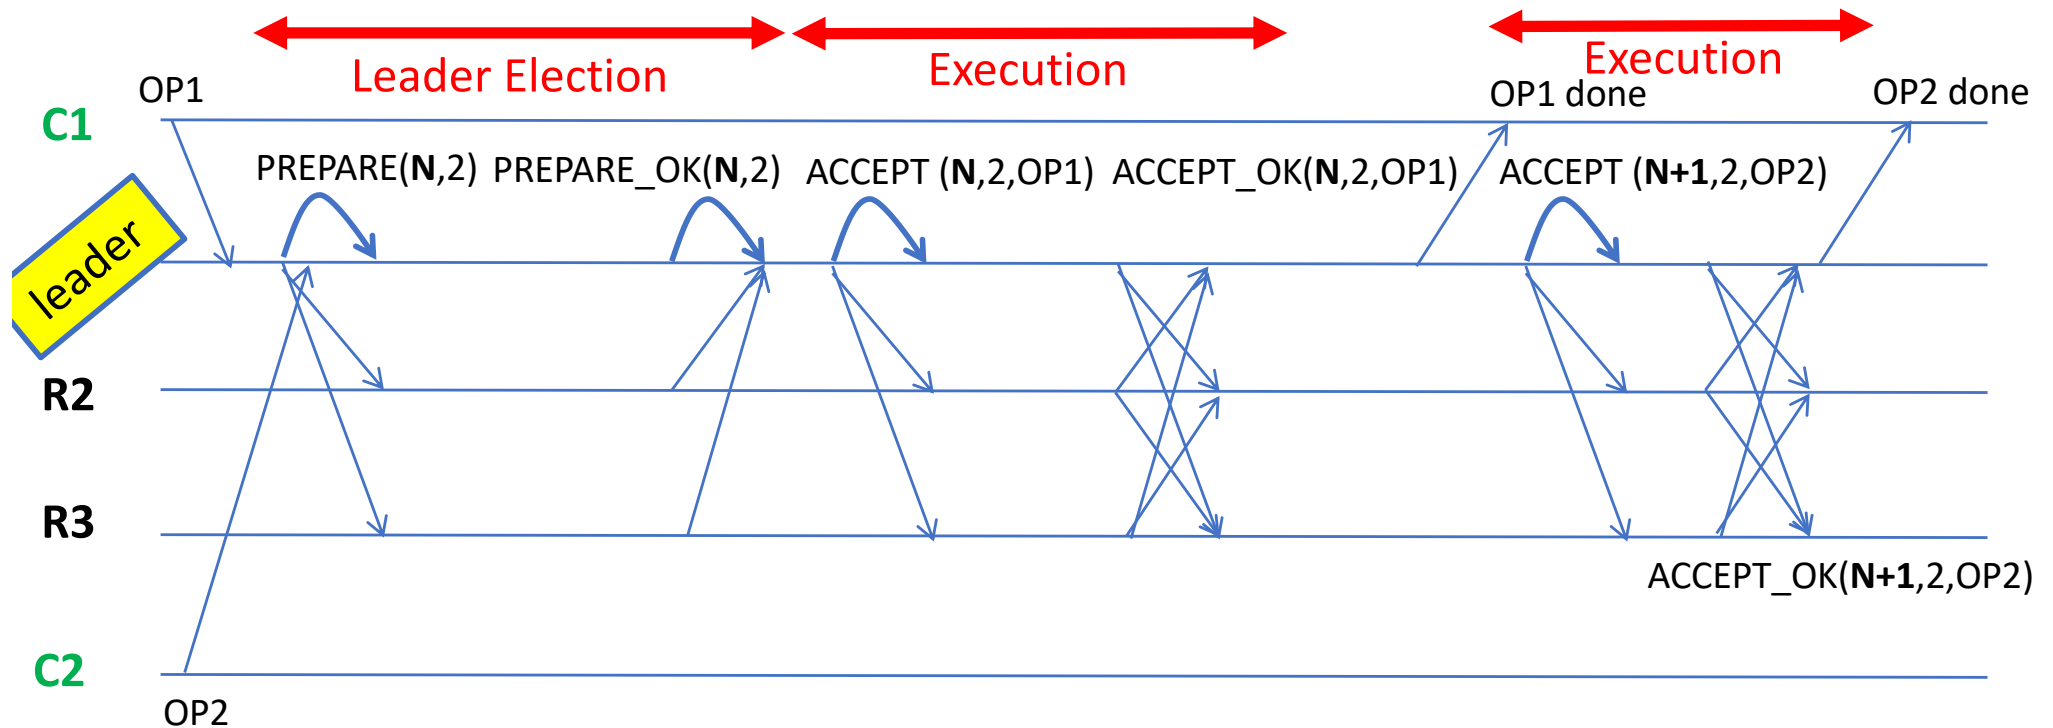 Leader Election
Execution
Execution
OP1
OP1 done
OP2 done
C1
PREPARE(N,2)
PREPARE_OK(N,2)
ACCEPT (N,2,OP1)
ACCEPT_OK(N,2,OP1)
ACCEPT (N+1,2,OP2)
leader
R2
R3
ACCEPT_OK(N+1,2,OP2)
C2
OP2